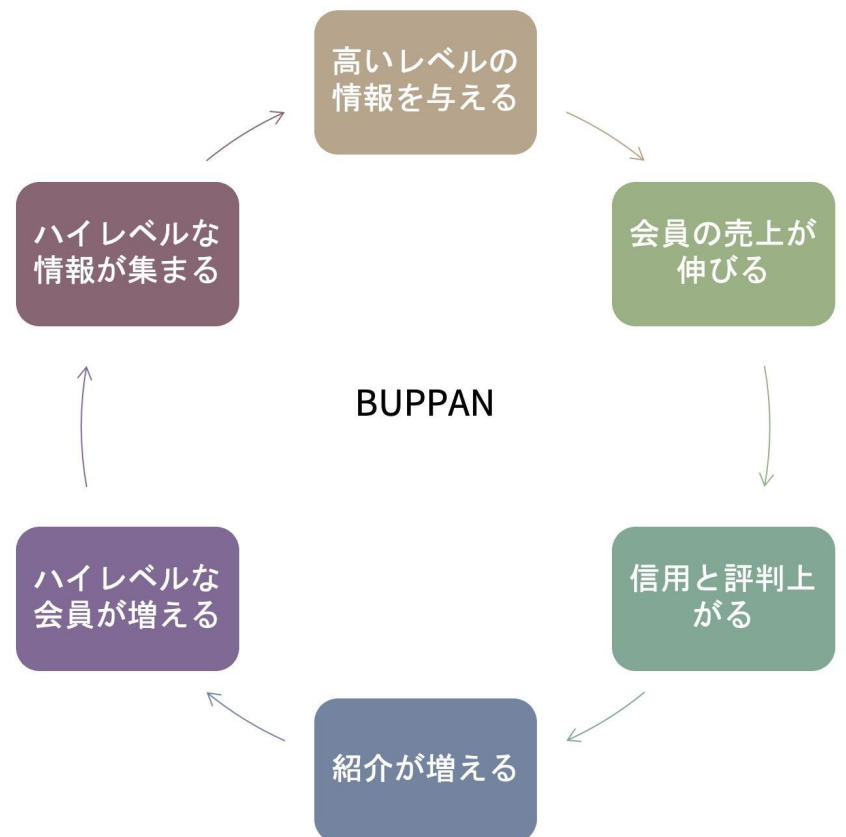 高いレベルの
情報を与える
会員の売上が
伸びる
信用と評判上
がる
紹介が増える
ハイレベルな
会員が増える
ハイレベルな
情報が集まる
BUPPAN